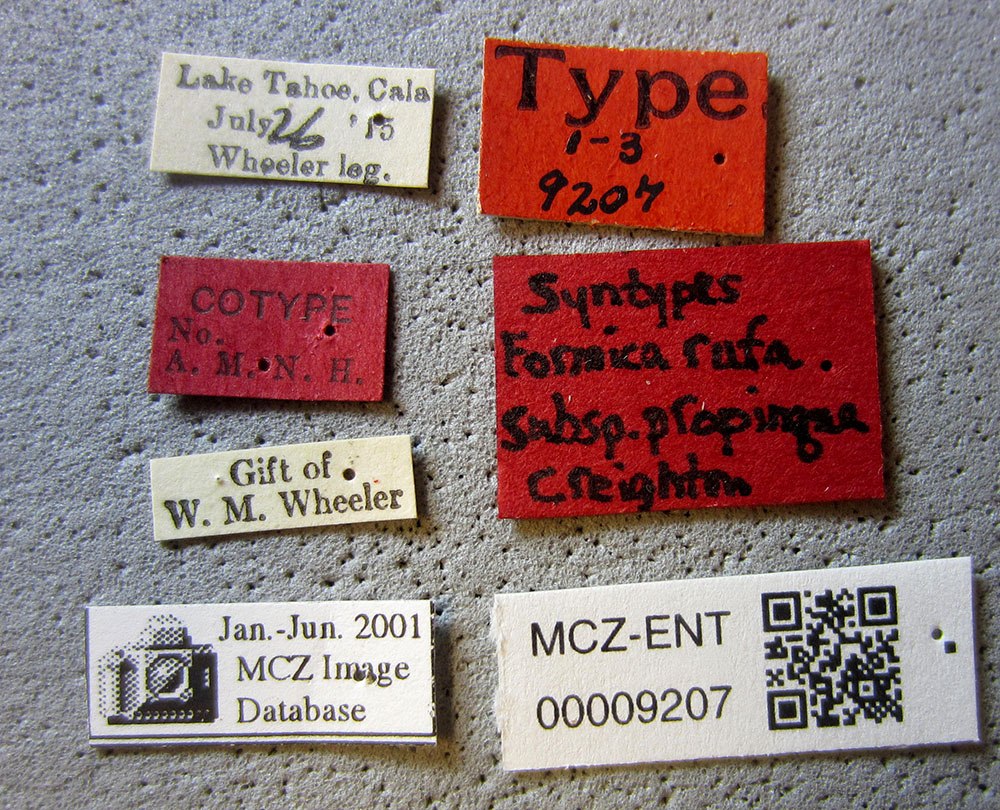 Lake Tahoe, Cala
July 26 '15
Wheeler leg.
Type
1-3
9207
COTYPE
No.
A. M. N. H.
Syntypes
Formica rufa.
subsp. propinqua
Creighton
Gift of
W. M. Wheeler
Jan.-Jun. 2001
MCZ Image
Database
MCZ-ENT
00009207